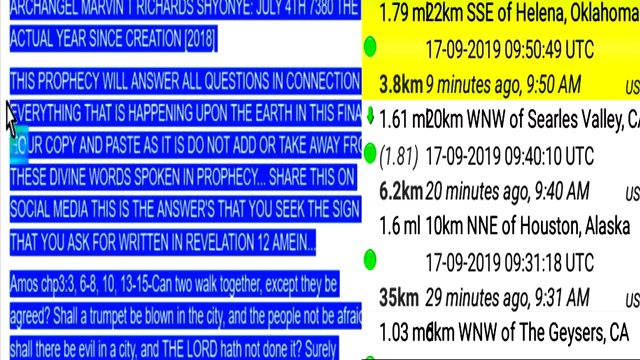 ARCHANGEL MARVIN T RICHARDS SHYONYE: JULY 4TH 7380 THE
ACTUAL YEAR SINCE CREATION [2018]
THIS PROPHECY WILL ANSWER ALL QUESTIONS IN CONNECTION
EVERYTHING THAT IS HAPPENING UPON THE EARTH IN THIS FINA
HOUR COPY AND PASTE AS IT IS DO NOT ADD OR TAKE AWAY FRO
THESE DIVINE WORDS SPOKEN IN PROPHECY... SHARE THIS ON
SOCIAL MEDIA THIS IS THE ANSWER'S THAT YOU SEEK THE SIGN
THAT YOU ASK FOR WRITTEN IN REVELATION 12 AMEIN...
Amos chp3:3, 6-8, 10, 13-15-Can two walk together, except they be
agreed? Shall a trumpet be blown in the city, and the people not be afraid
shall there be evil in a city, and THE LORD hath not done it? Surely
1.79 ml 22km SSE of Helena, Oklahoma
17-09-2019 09:50:49 UTC
3.8km 9 minutes ago, 9:50 AM US
1.61 ml 20km WNW of Searles Valley, CA
(1.81) 17-09-2019 09:40:10 UTC
6.2km 20 minutes ago, 9:40 AM US
1.6 ml 10km NNE of Houston, Alaska
17-09-2019 09:31:18 UTC
35km 29 minutes ago, 9:31 AM US
1.03 md km WNW of The Geysers, CA